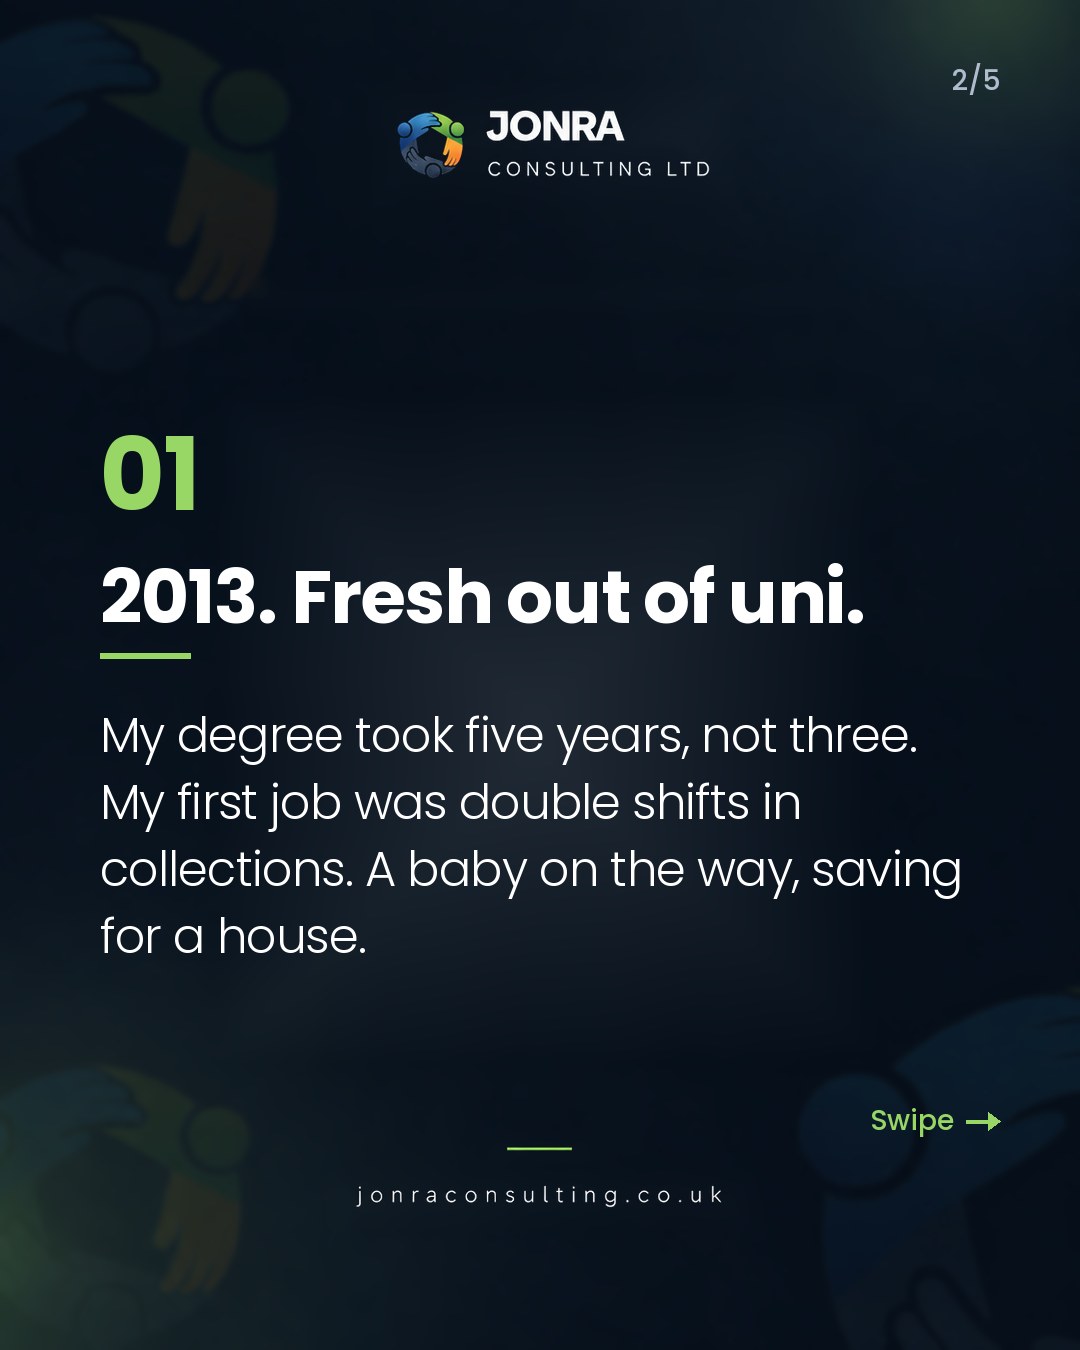 2/5
JONRA
CONSULTING LTD
01
2013. Fresh out of uni.
My degree took five years, not three.
My first job was double shifts in
collections. A baby on the way, saving
for a house.
Swipe →
jonraconsulting.co.uk